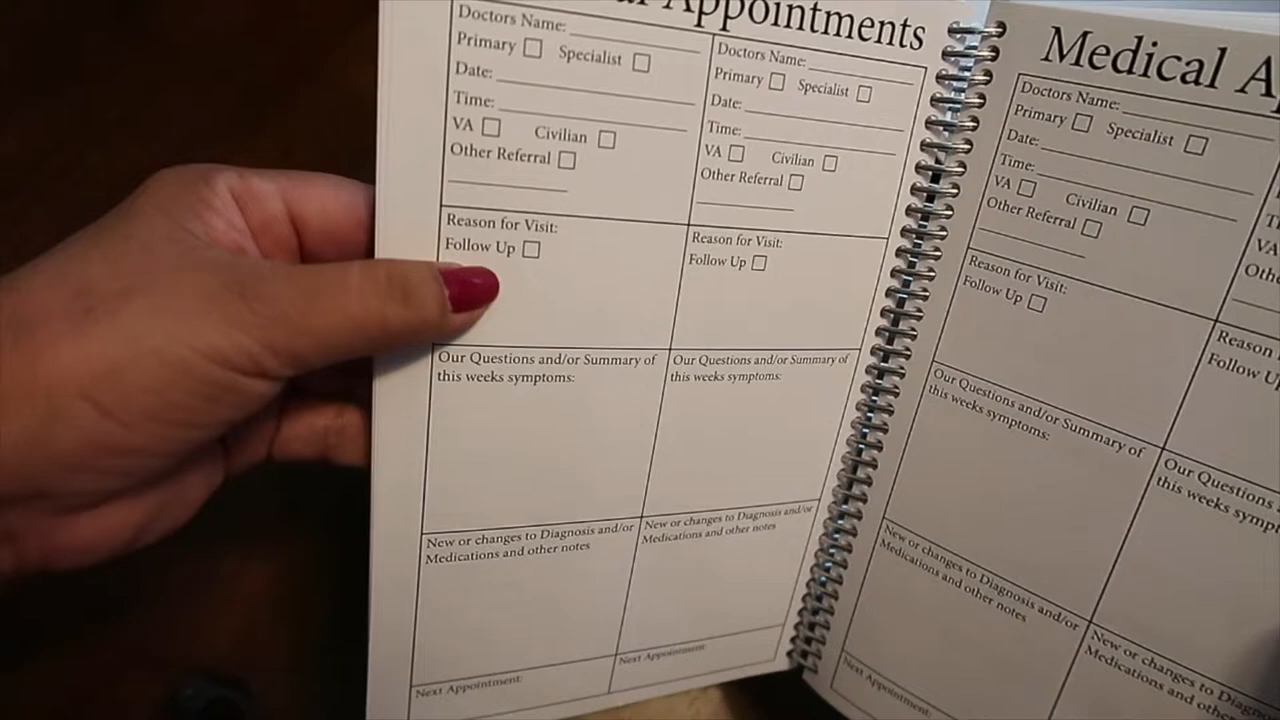 Appointments
Doctors Name:
Primary Specialist
Date:
Time:
VA Civilian
Other Referral
Reason for Visit:
Follow Up
Our Questions and/or Summary of
this weeks symptoms:
New or changes to Diagnosis and/or
Medications and other notes
Next Appointment:
Doctors Name:
Primary Specialist
Date:
Time:
VA Civilian
Other Referral
Reason for Visit:
Follow Up
Our Questions and/or Summary of
this weeks symptoms:
New or changes to Diagnosis and/or
Medications and other notes
Next Appointment:
Medical A
Doctors Name:
Primary Specialist
Date:
Time:
VA Civilian
Other Referral
Reason for Visit:
Follow Up
Our Questions and/or Summary of
this weeks symptoms:
New or changes to Diagnosis and/or
Medications and other notes
Next Appointment:
VA
Reason
Follow Up
Our Questions
this weeks symp
New or changes to Diagno
Medications and other